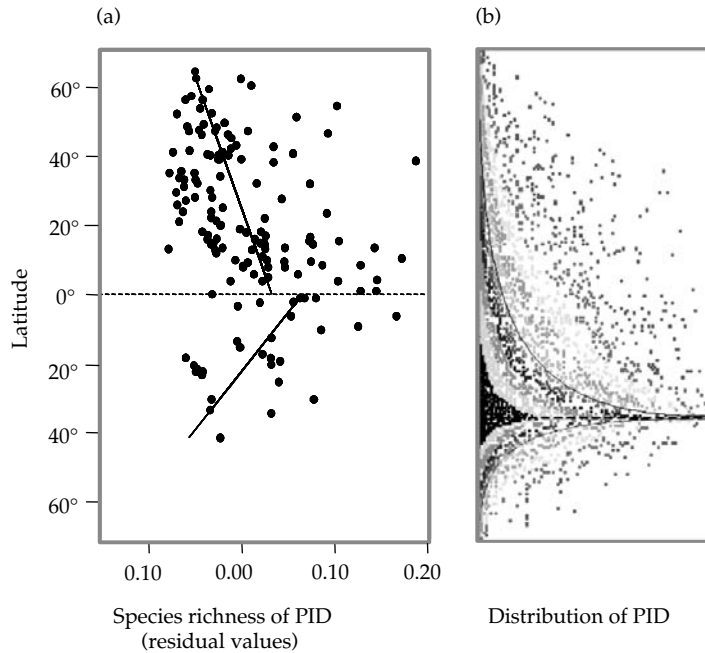 (a)
(b)
Latitude
60°
40°
20°
0°
20°
40°
60°
0.10
0.00
0.10
0.20
Species richness of PID
(residual values)
Distribution of PID